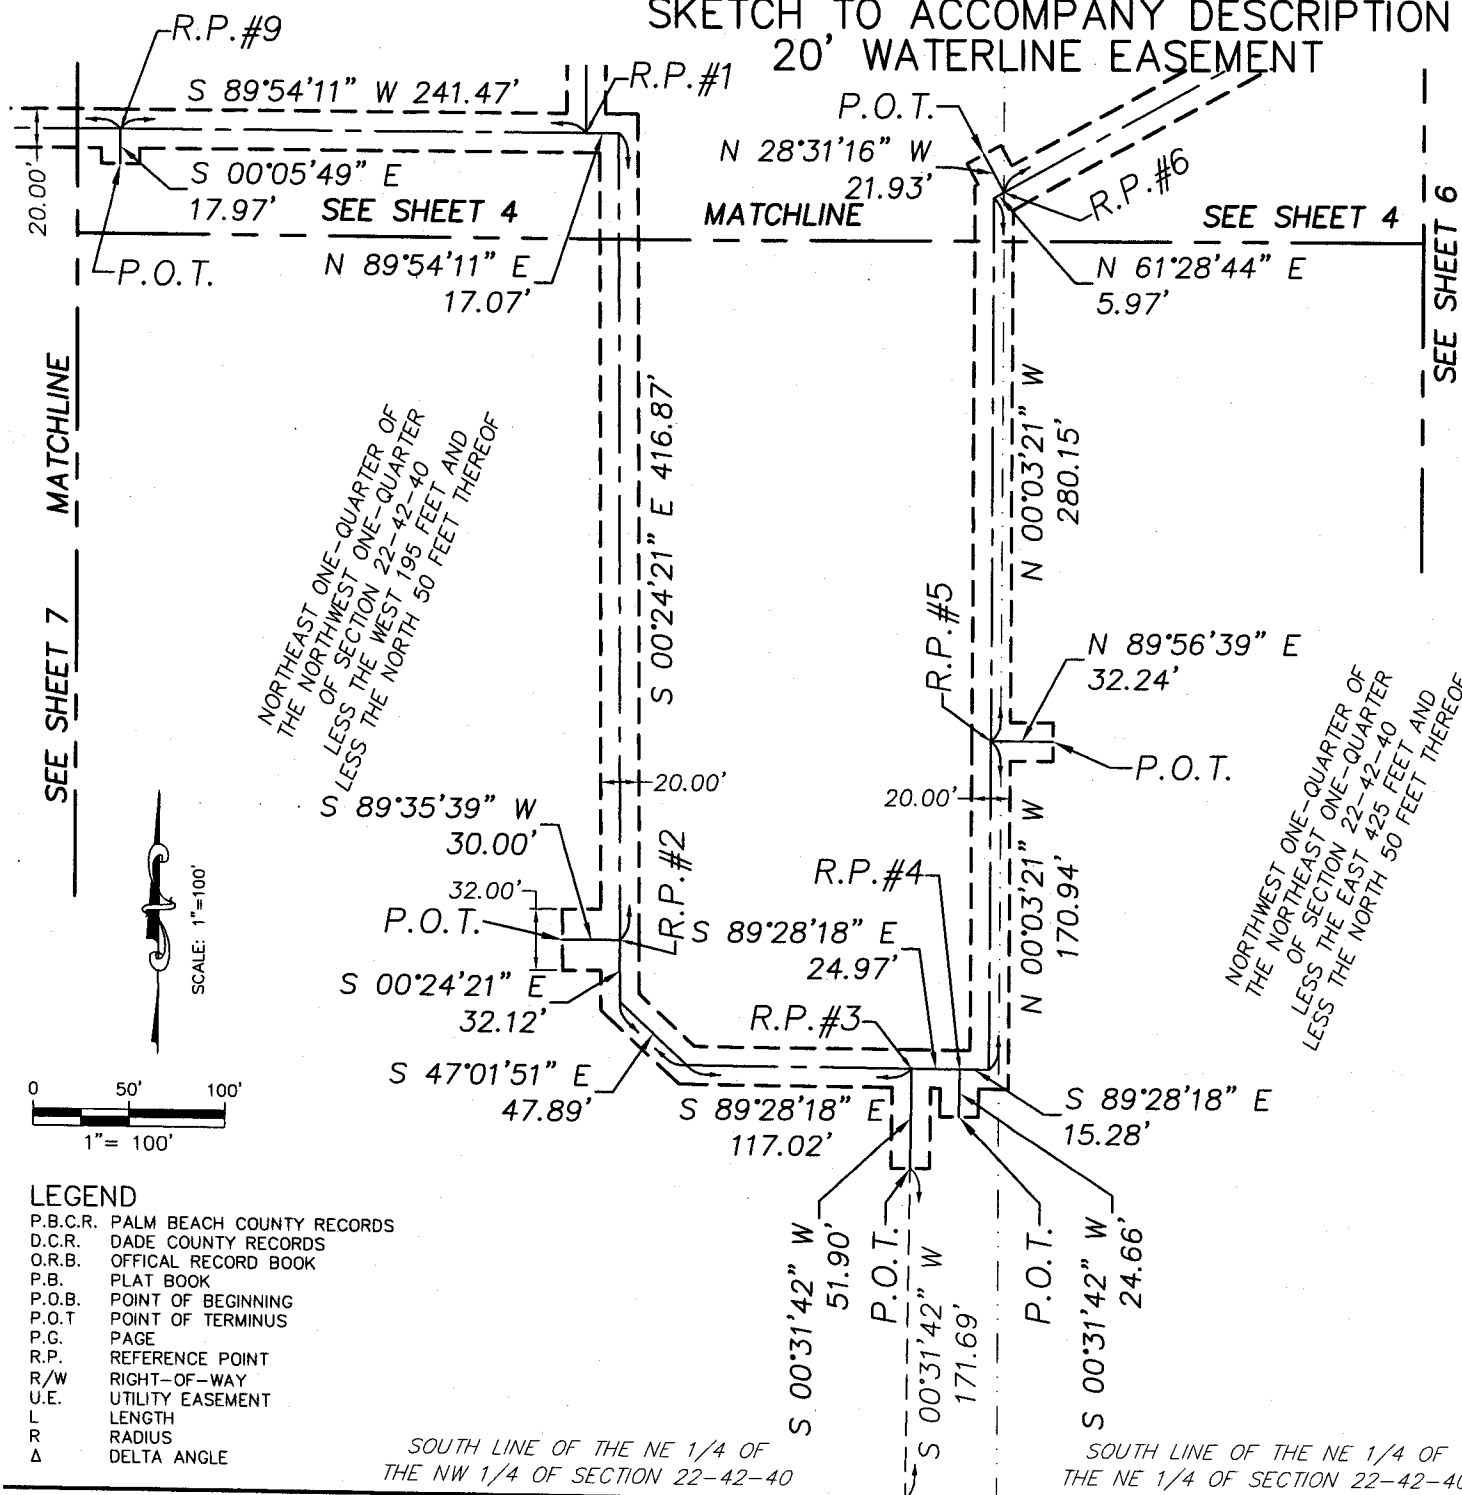 SKETCH TO ACCOMPANY DESCRIPTION
20' WATERLINE EASEMENT
R.P.#9
S 89°54'11" W 241.47'
R.P.#1
P.O.T.
N 28°31'16" W
21.93'
R.P.#6
20.00'
S 00°05'49" E
17.97'
SEE SHEET 4
MATCHLINE
SEE SHEET 4
SEE SHEET 6
P.O.T.
N 89°54'11" E
17.07'
N 61°28'44" E
5.97'
MATCHLINE
SEE SHEET 7
NORTHEAST ONE-QUARTER OF
THE NORTHWEST ONE-QUARTER
OF SECTION 22-42-40
LESS THE WEST 195 FEET AND
LESS THE NORTH 50 FEET THEREOF
S 00°24'21" E 416.87'
N 00°03'21" W
280.15'
R.P.#5
N 89°56'39" E
32.24'
P.O.T.
NORTHWEST ONE-QUARTER OF
THE NORTHEAST ONE-QUARTER
OF SECTION 22-42-40
LESS THE EAST 425 FEET AND
LESS THE NORTH 50 FEET THEREOF
20.00'
20.00'
S 89°35'39" W
30.00'
R.P.#2
32.00'
P.O.T.
R.P.#4
S 89°28'18" E
24.97'
N 00°03'21" W
170.94'
SCALE: 1"=100'
S 00°24'21" E
32.12'
R.P.#3
S 47°01'51" E
47.89'
S 89°28'18" E
117.02'
S 89°28'18" E
15.28'
0 50' 100'
1"= 100'
S 00°31'42" W
51.90'
P.O.T.
S 00°31'42" W
171.69'
P.O.T.
S 00°31'42" W
24.66'
LEGEND
P.B.C.R. PALM BEACH COUNTY RECORDS
D.C.R. DADE COUNTY RECORDS
O.R.B. OFFICAL RECORD BOOK
P.B. PLAT BOOK
P.O.B. POINT OF BEGINNING
P.O.T POINT OF TERMINUS
P.G. PAGE
R.P. REFERENCE POINT
R/W RIGHT-OF-WAY
U.E. UTILITY EASEMENT
L LENGTH
R RADIUS
Δ DELTA ANGLE
SOUTH LINE OF THE NE 1/4 OF
THE NW 1/4 OF SECTION 22-42-40
SOUTH LINE OF THE NE 1/4 OF
THE NE 1/4 OF SECTION 22-42-40